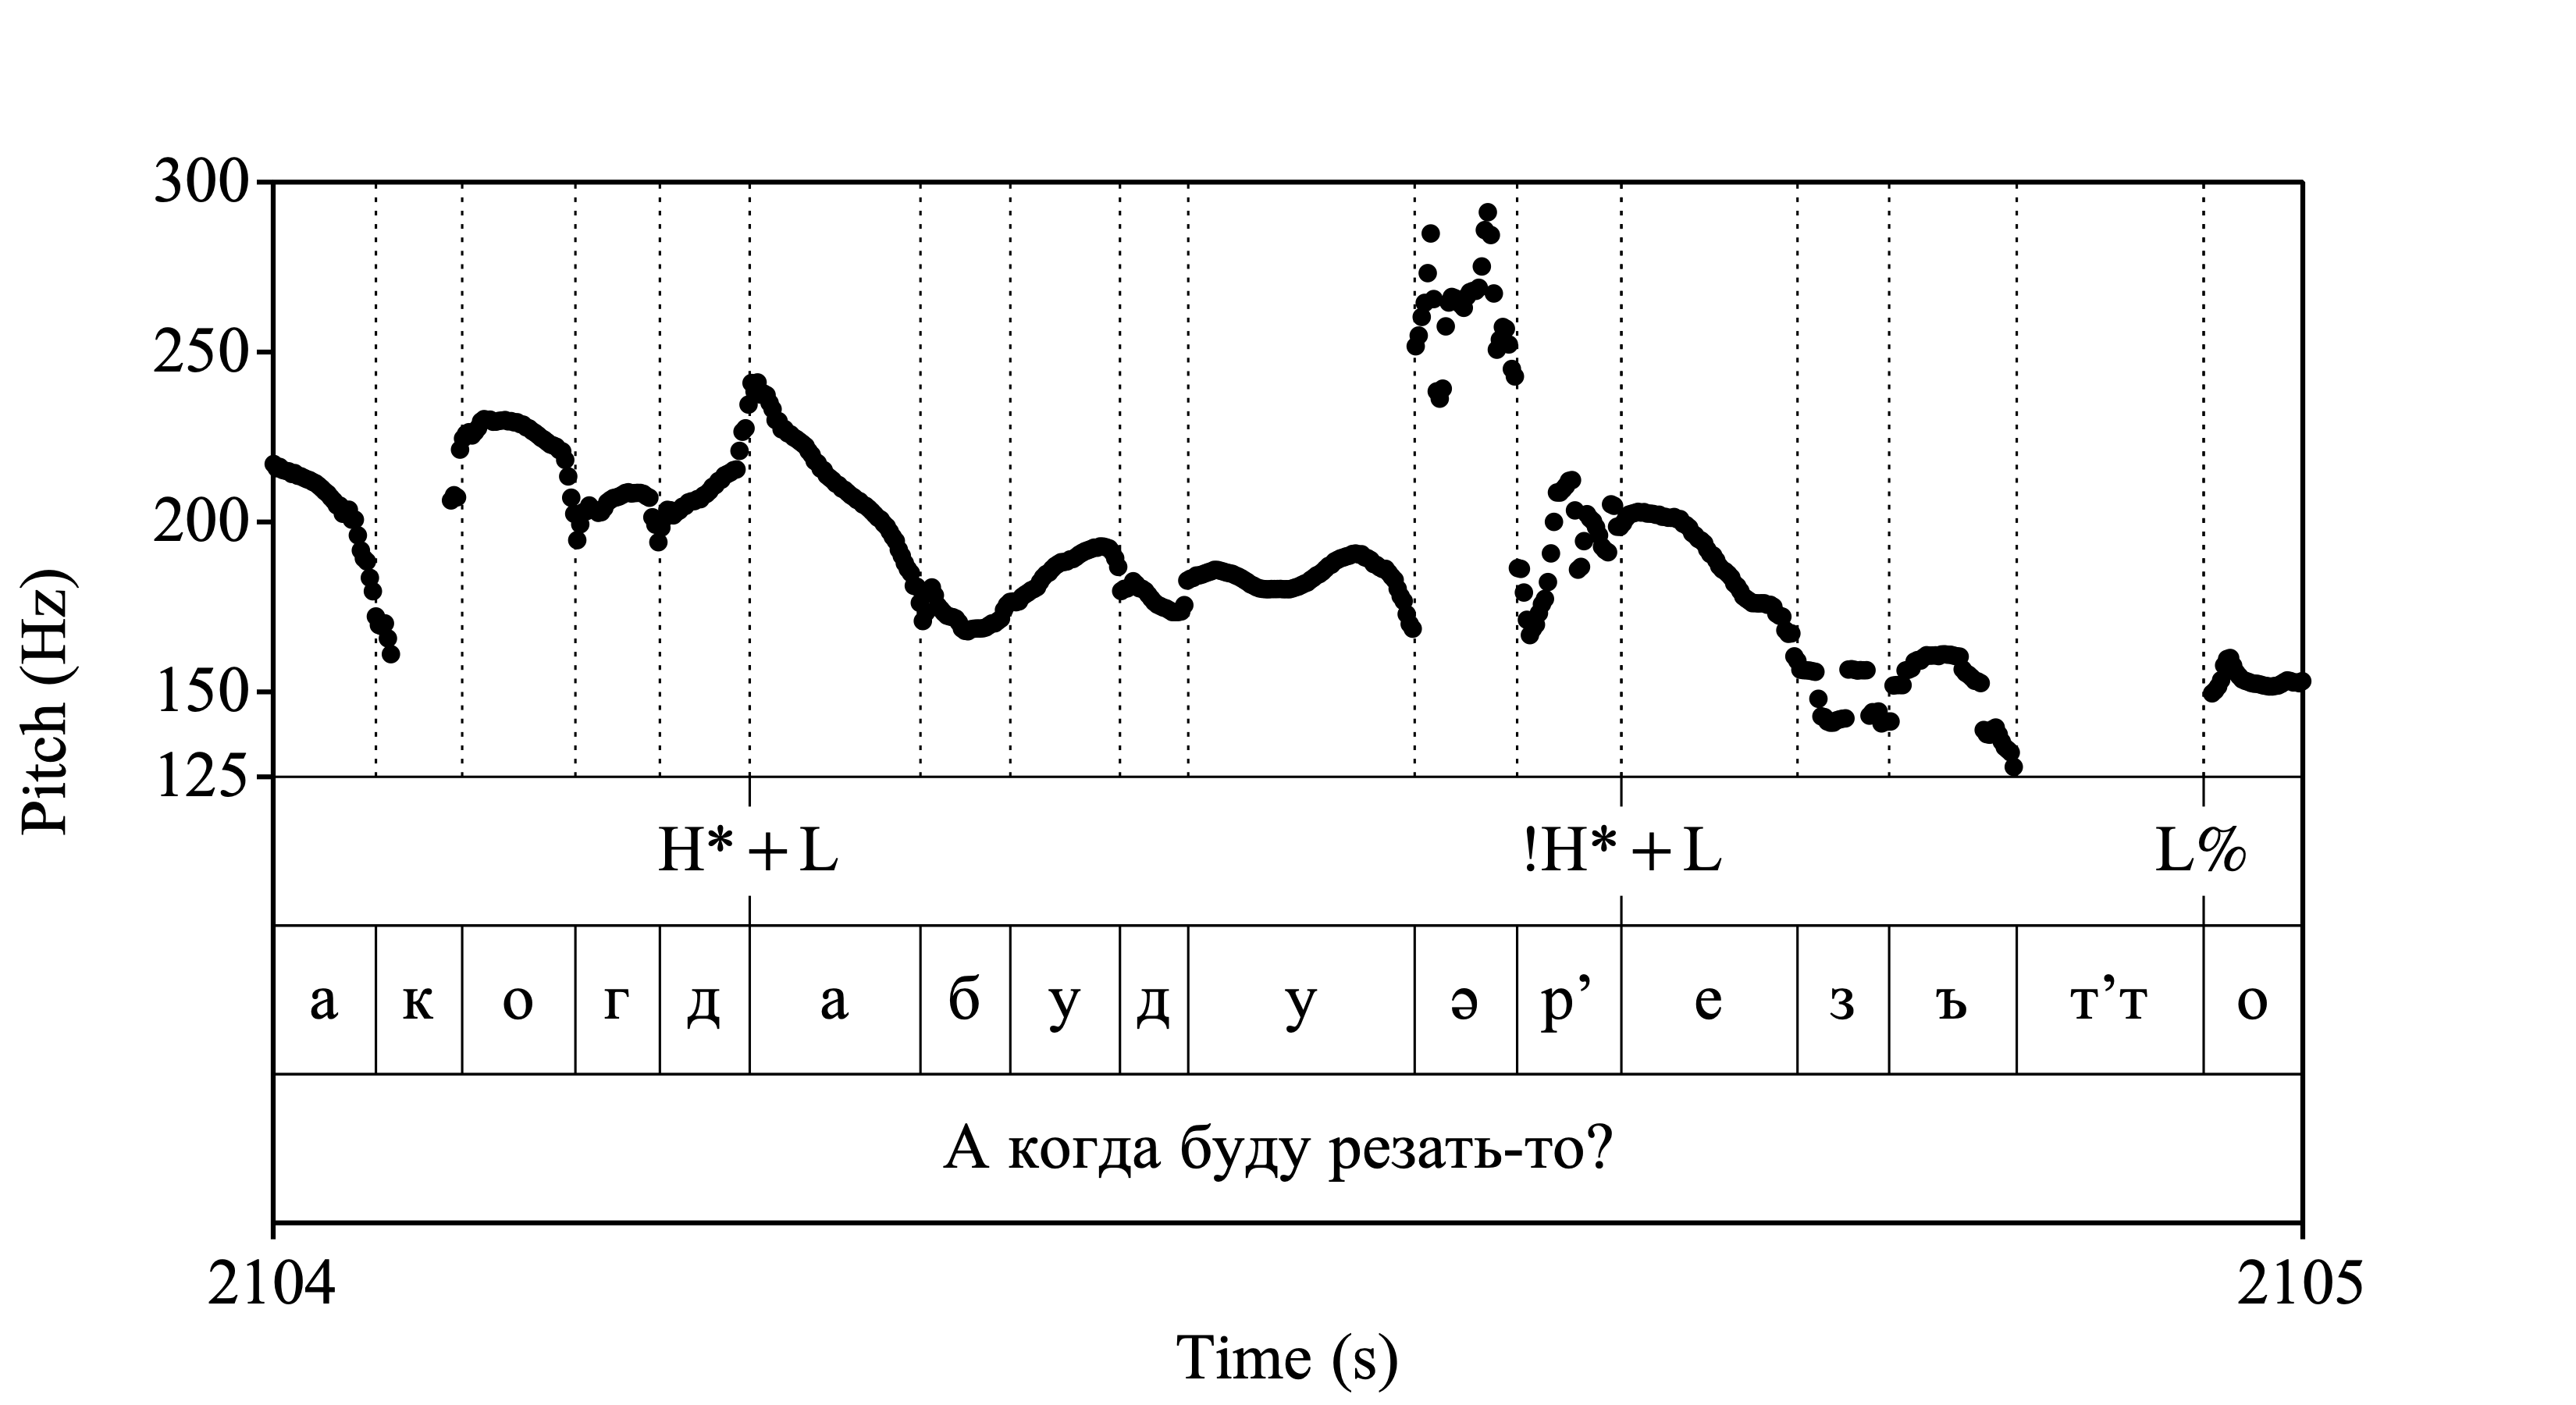 300
250
200
150
125
Pitch (Hz)
H*+L !H*+L L%
а к о г д а б у д у ә р’ е з ъ т’т о
А когда буду резать-то?
2104 2105
Time (s)